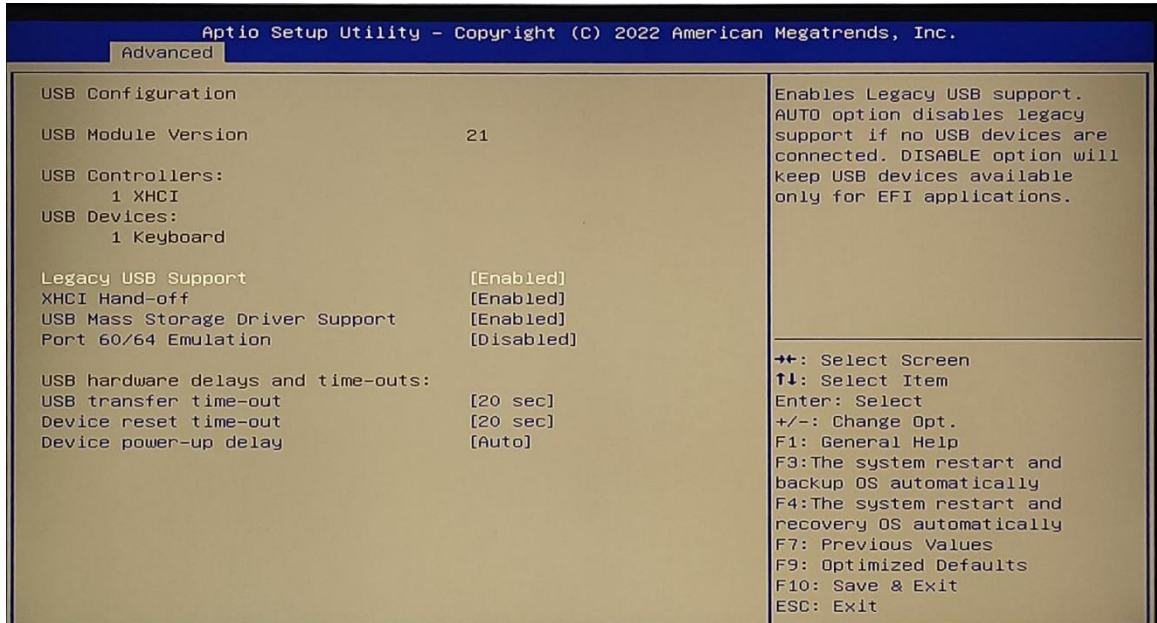 Aptio Setup Utility – Copyright (C) 2022 American Megatrends, Inc.
Advanced
USB Configuration
USB Module Version 21
USB Controllers:
1 XHCI
USB Devices:
1 Keyboard
Legacy USB Support [Enabled]
XHCI Hand-off [Enabled]
USB Mass Storage Driver Support [Enabled]
Port 60/64 Emulation [Disabled]
USB hardware delays and time-outs:
USB transfer time-out [20 sec]
Device reset time-out [20 sec]
Device power-up delay [Auto]
Enables Legacy USB support.
AUTO option disables legacy
support if no USB devices are
connected. DISABLE option will
keep USB devices available
only for EFI applications.
→←: Select Screen
↑↓: Select Item
Enter: Select
+/-: Change Opt.
F1: General Help
F3:The system restart and
backup OS automatically
F4:The system restart and
recovery OS automatically
F7: Previous Values
F9: Optimized Defaults
F10: Save & Exit
ESC: Exit